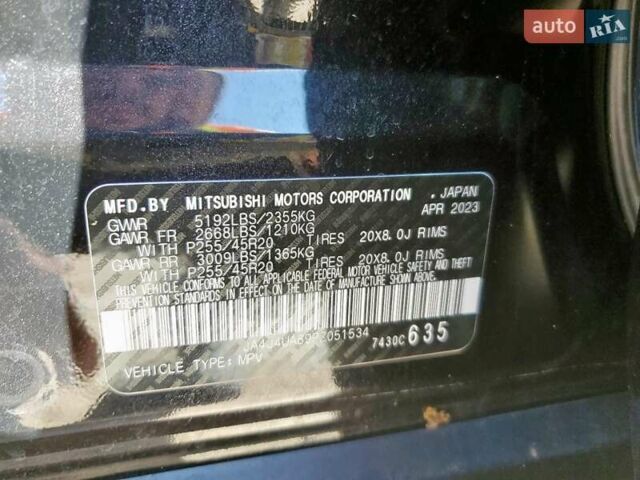 auto RIA .com
MFD.BY MITSUBISHI MOTORS CORPORATION , JAPAN
GVWR 5192LBS/2355KG APR 2023
GAWR FR 2668LBS/1210KG
WITH P255/45R20 TIRES 20X8.0J RIMS
GAWR RR 3009LBS/1365KG
WITH P255/45R20 TIRES 20X8.0J RIMS
THIS VEHICLE CONFORMS TO ALL APPLICABLE FEDERAL MOTOR VEHICLE SAFETY AND
THEFT PREVENTION STANDARDS IN EFFECT ON THE DATE OF MANUFACTURE SHOWN ABOVE.
7430C 635
VEHICLE TYPE: MPV